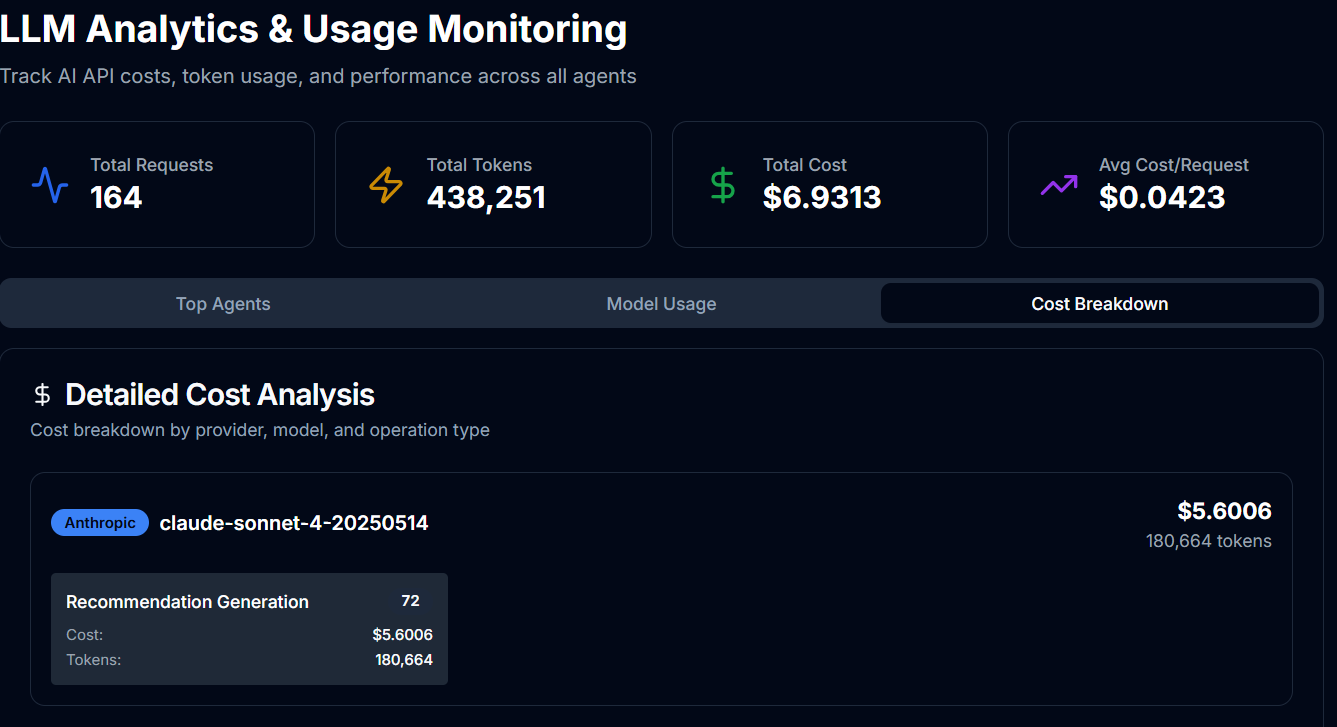 LLM Analytics & Usage Monitoring
Track AI API costs, token usage, and performance across all agents
Total Requests
164
Total Tokens
438,251
Total Cost
$6.9313
Avg Cost/Request
$0.0423
Top Agents
Model Usage
Cost Breakdown
Detailed Cost Analysis
Cost breakdown by provider, model, and operation type
Anthropic claude-sonnet-4-20250514
$5.6006
180,664 tokens
Recommendation Generation 72
Cost: $5.6006
Tokens: 180,664